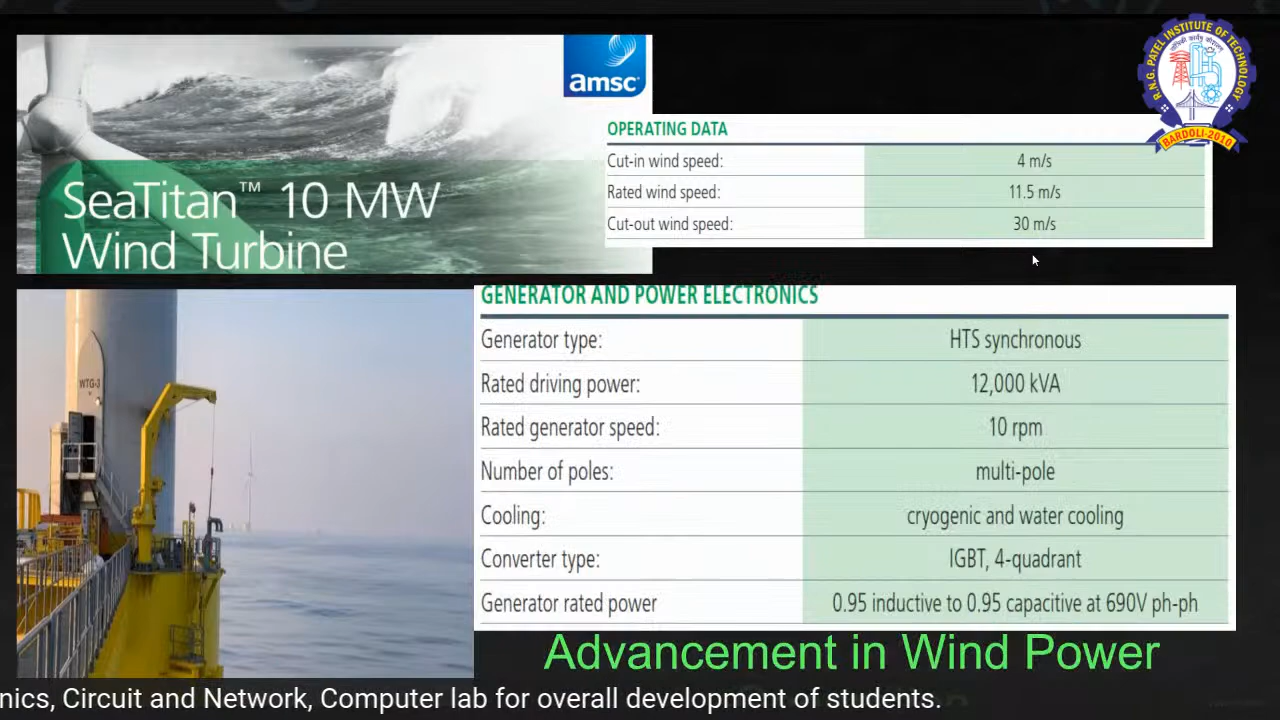 amsc
SeaTitan™ 10 MW
Wind Turbine
R.N.G. PATEL INSTITUTE OF TECHNOLOGY
BARDOLI-2010
OPERATING DATA
Cut-in wind speed: 4 m/s
Rated wind speed: 11.5 m/s
Cut-out wind speed: 30 m/s
WTG-3
GENERATOR AND POWER ELECTRONICS
Generator type: HTS synchronous
Rated driving power: 12,000 kVA
Rated generator speed: 10 rpm
Number of poles: multi-pole
Cooling: cryogenic and water cooling
Converter type: IGBT, 4-quadrant
Generator rated power 0.95 inductive to 0.95 capacitive at 690V ph-ph
Advancement in Wind Power
nics, Circuit and Network, Computer lab for overall development of students.